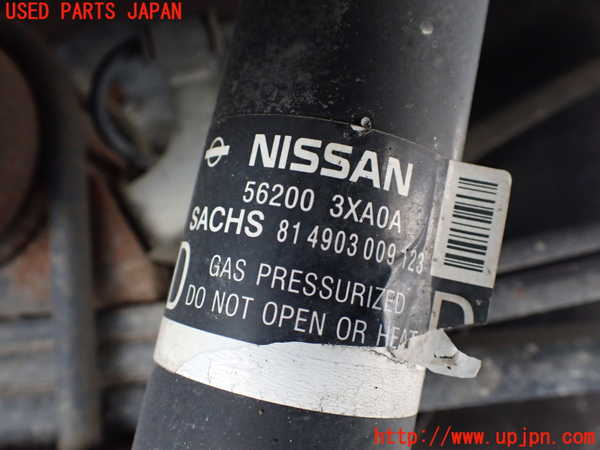 USED PARTS JAPAN
NISSAN
56200 3XA0A
SACHS 81 4903 009 123
GAS PRESSURIZED
D DO NOT OPEN OR HEAT D
http://www.upjpn.com/